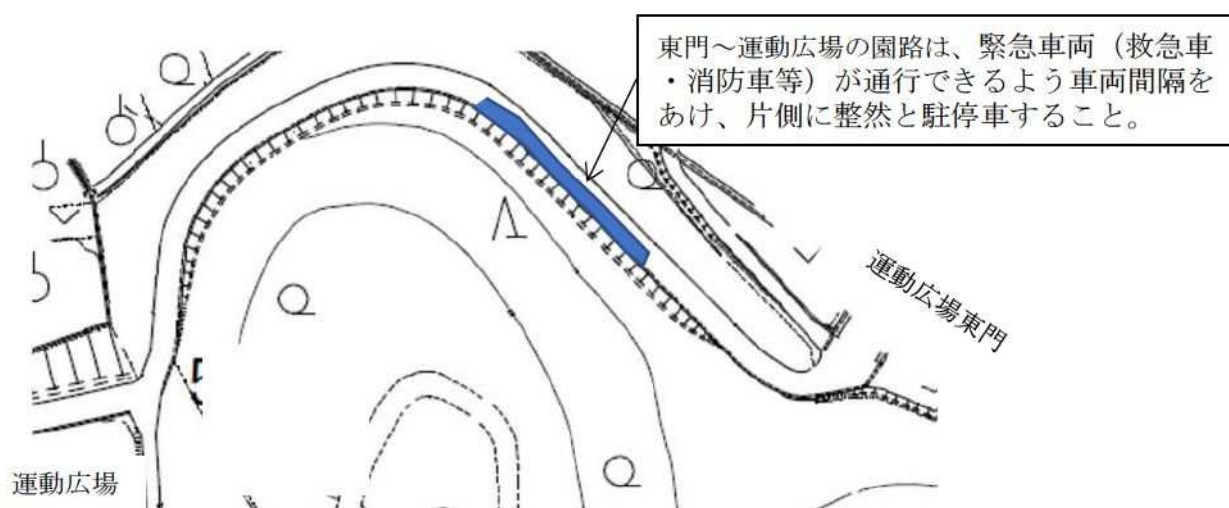 東門～運動広場の園路は、緊急車両（救急車
・消防車等）が通行できるよう車両間隔を
あけ、片側に整然と駐停車すること。
運動広場東門
運動広場